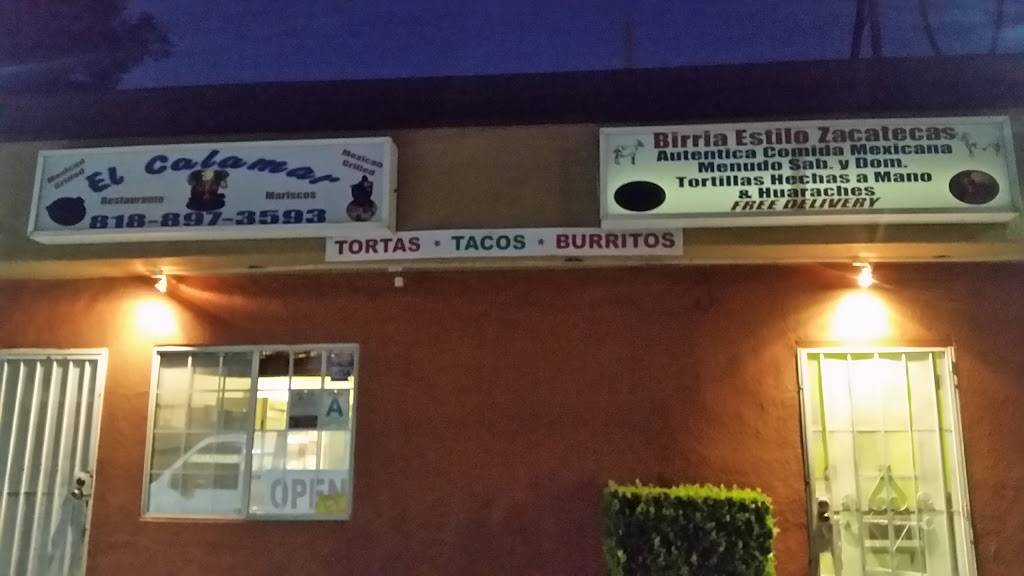 Mexican
Grilled
El Calamar
Mexican
Grilled
Restaurante
Mariscos
818-897-3593
Birria Estilo Zacatecas
Autentica Comida Mexicana
Menudo Sab. y Dom.
Tortillas Hechas a Mano
& Huaraches
FREE DELIVERY
TORTAS * TACOS * BURRITOS
A
OPEN